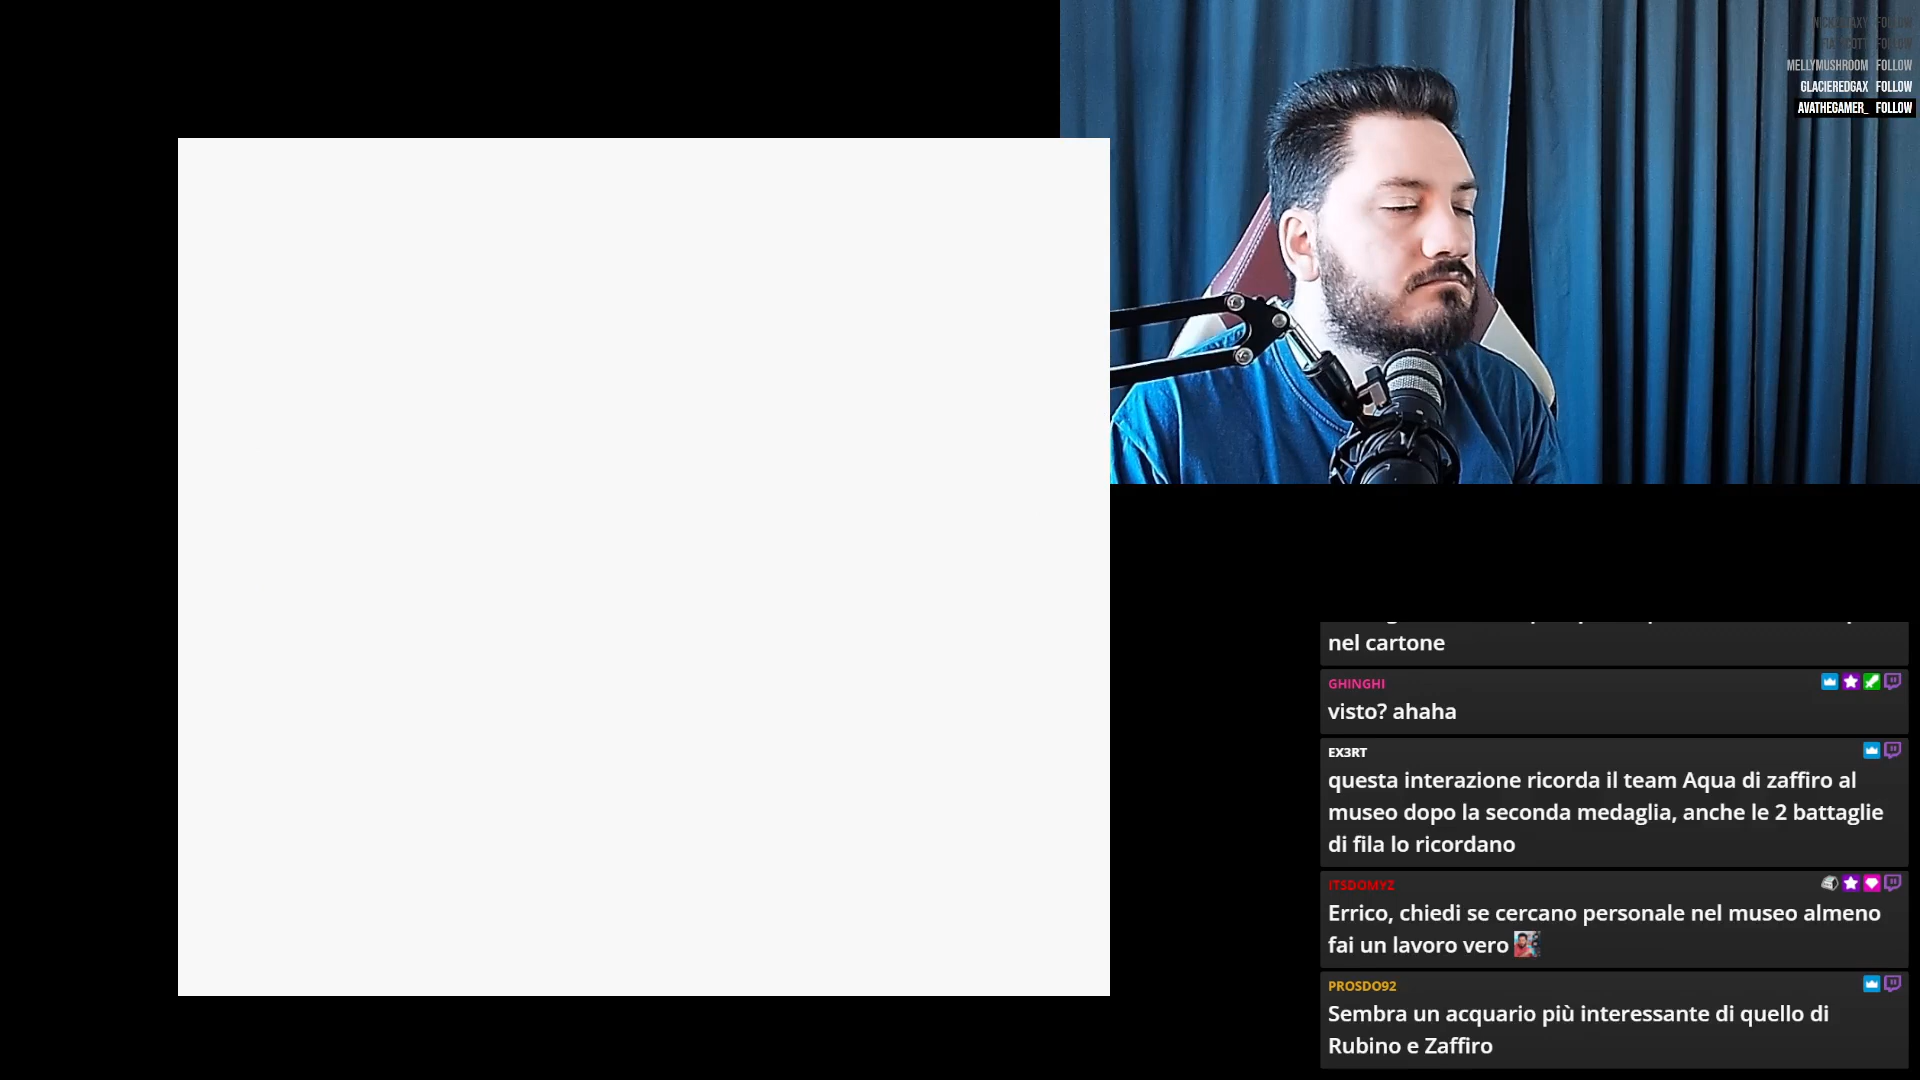 FOLLOW
FOLLOW
MELLYMUSHROOM FOLLOW
GLACIEREDGAX FOLLOW
AVATHEGAMER_ FOLLOW
nel cartone
GHINGHI
visto? ahaha
EX3RT
questa interazione ricorda il team Aqua di zaffiro al
museo dopo la seconda medaglia, anche le 2 battaglie
di fila lo ricordano
ITSDOMYZ
Errico, chiedi se cercano personale nel museo almeno
fai un lavoro vero
PROSDO92
Sembra un acquario più interessante di quello di
Rubino e Zaffiro